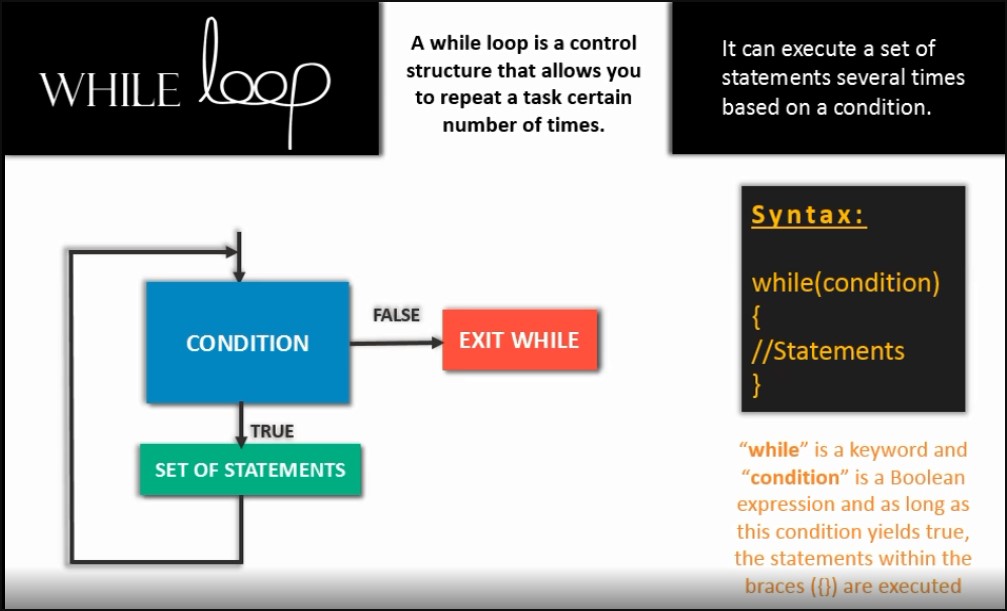 WHILE loop
A while loop is a control
structure that allows you
to repeat a task certain
number of times.
It can execute a set of
statements several times
based on a condition.
CONDITION
FALSE
EXIT WHILE
TRUE
SET OF STATEMENTS
Syntax:
while(condition)
{
//Statements
}
“while” is a keyword and
“condition” is a Boolean
expression and as long as
this condition yields true,
the statements within the
braces ({}) are executed